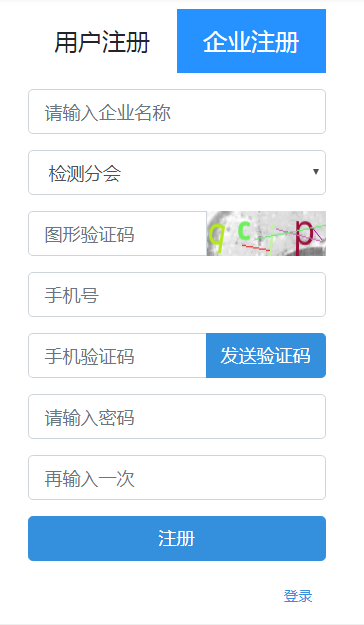 用户注册 企业注册
请输入企业名称
检测分会
图形验证码
手机号
手机验证码 发送验证码
请输入密码
再输入一次
注册
登录